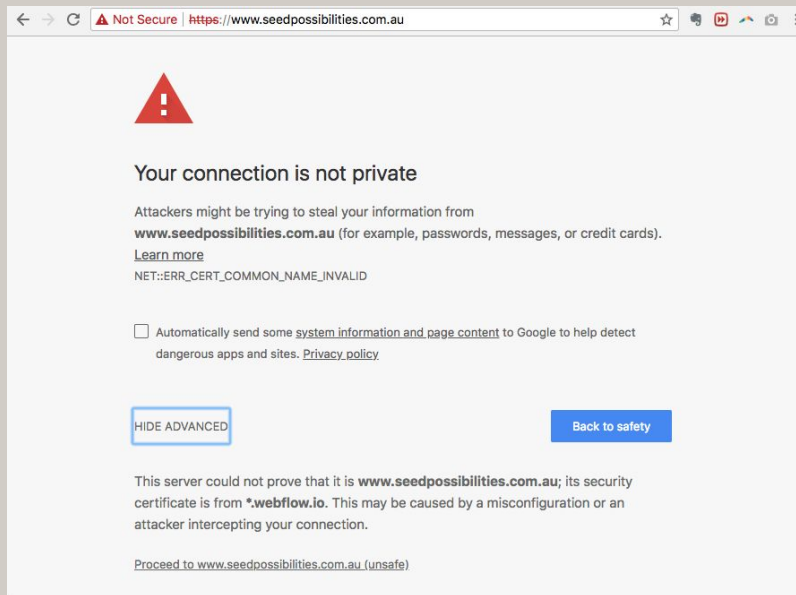 Not Secure | https://www.seedpossibilities.com.au
Your connection is not private
Attackers might be trying to steal your information from
www.seedpossibilities.com.au (for example, passwords, messages, or credit cards).
Learn more
NET::ERR_CERT_COMMON_NAME_INVALID
Automatically send some system information and page content to Google to help detect
dangerous apps and sites. Privacy policy
HIDE ADVANCED
Back to safety
This server could not prove that it is www.seedpossibilities.com.au; its security
certificate is from *.webflow.io. This may be caused by a misconfiguration or an
attacker intercepting your connection.
Proceed to www.seedpossibilities.com.au (unsafe)